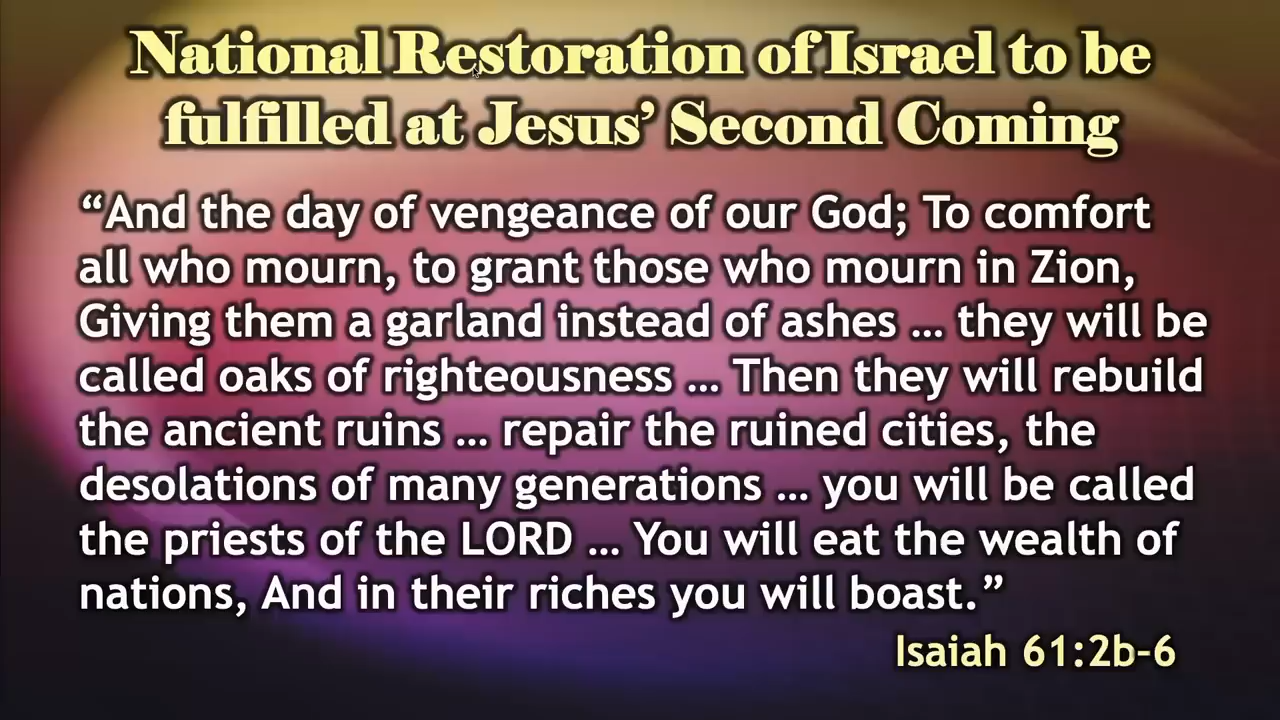 National Restoration of Israel to be
fulfilled at Jesus’ Second Coming
“And the day of vengeance of our God; To comfort
all who mourn, to grant those who mourn in Zion,
Giving them a garland instead of ashes … they will be
called oaks of righteousness … Then they will rebuild
the ancient ruins … repair the ruined cities, the
desolations of many generations … you will be called
the priests of the LORD … You will eat the wealth of
nations, And in their riches you will boast.”
Isaiah 61:2b-6